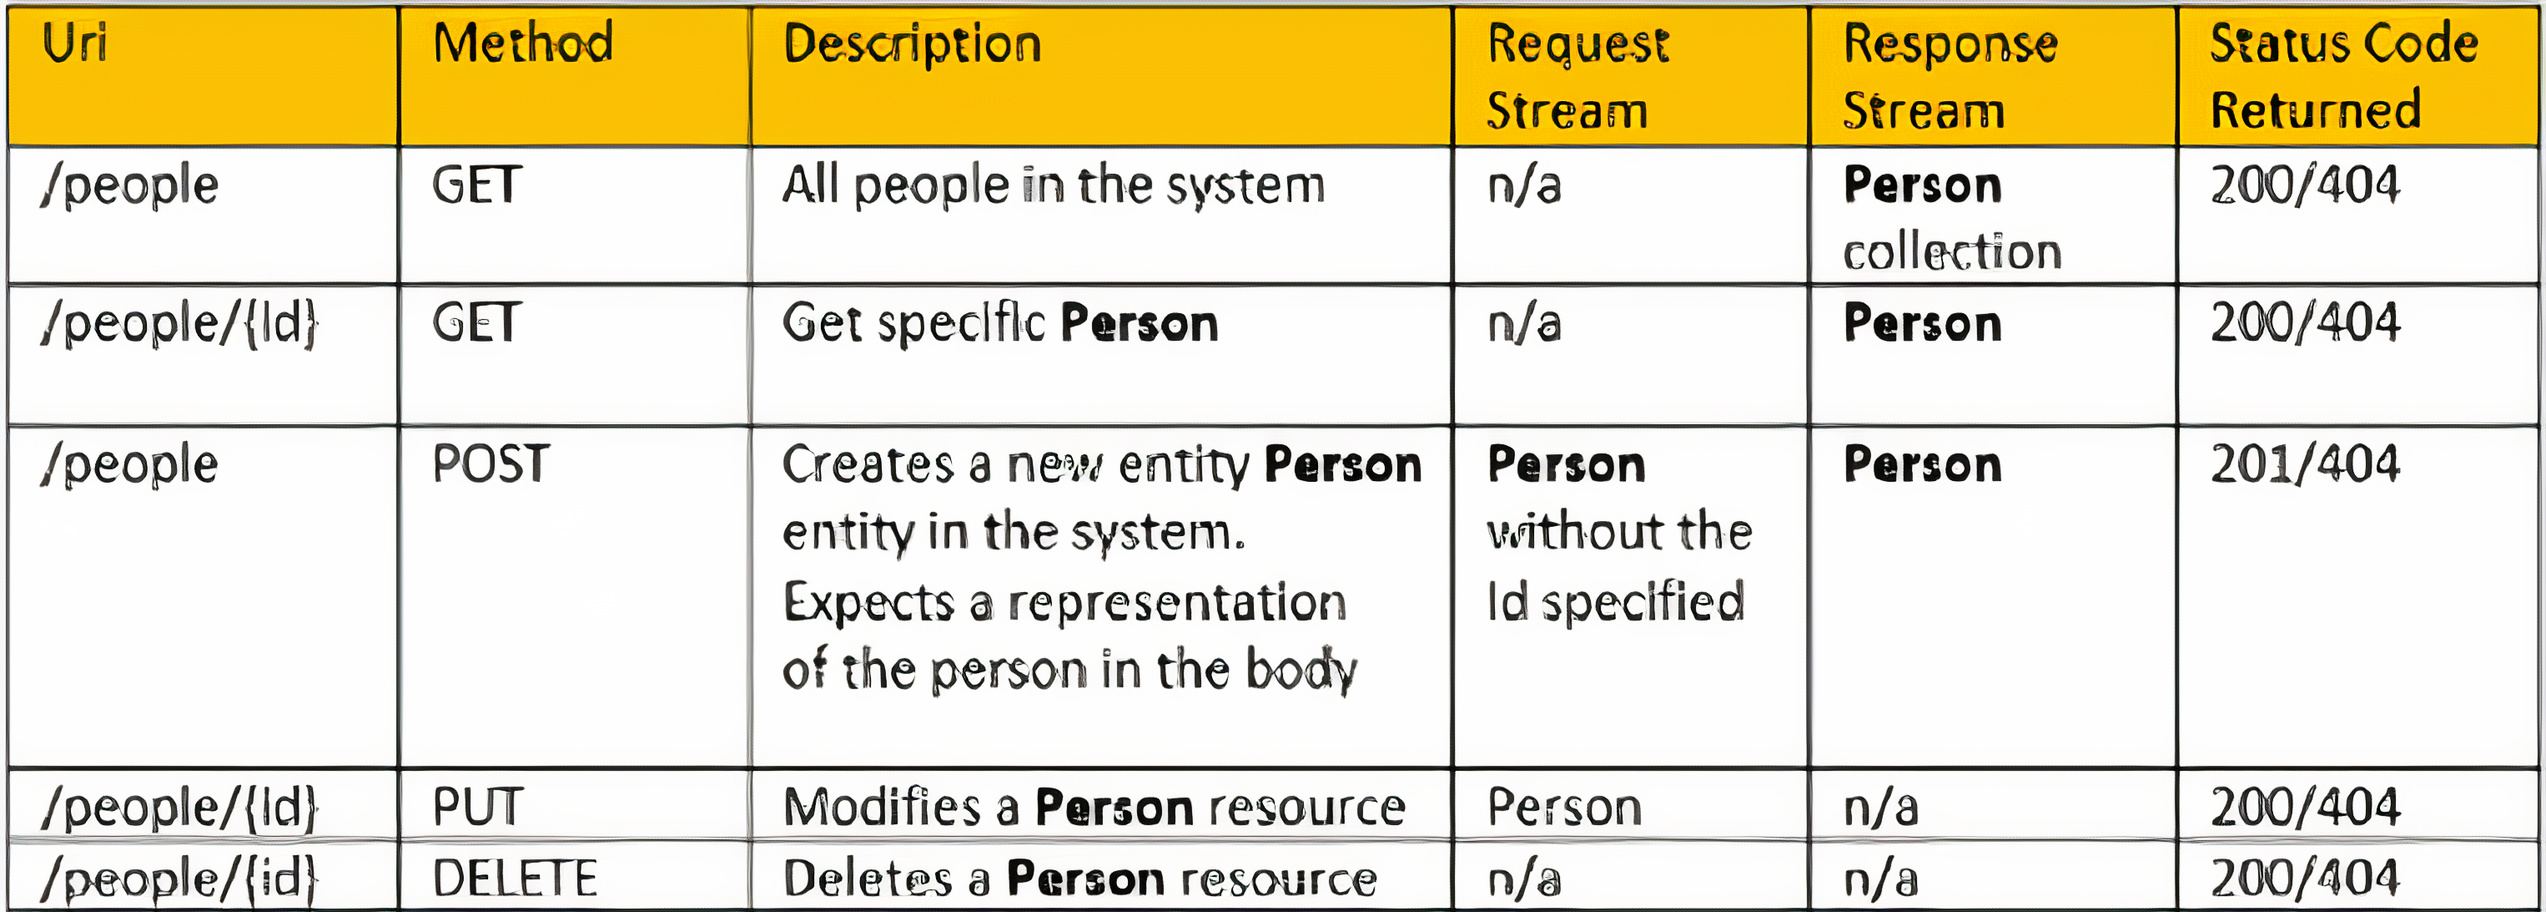 Uri Method Description Request Stream Response Stream Status Code Returned
/people GET All people in the system n/a Person collection 200/404
/people/{Id} GET Get specific Person n/a Person 200/404
/people POST Creates a new entity Person entity in the system. Expects a representation of the person in the body Person without the Id specified Person 201/404
/people/{Id} PUT Modifies a Person resource Person n/a 200/404
/people/{id} DELETE Deletes a Person resource n/a n/a 200/404